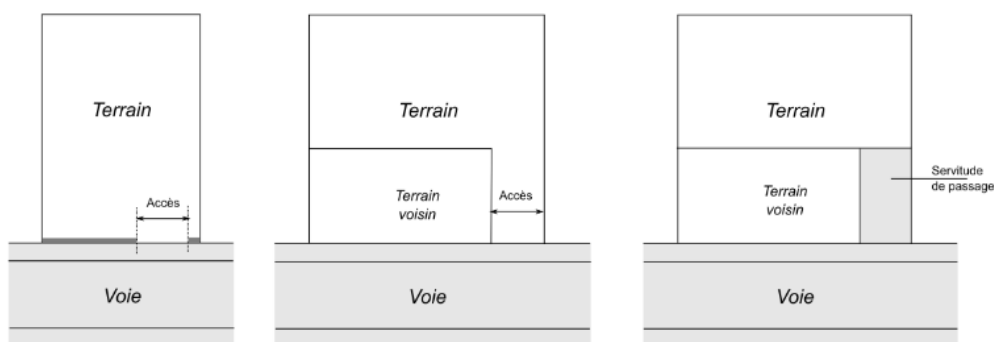 Terrain
Accès
Voie
Terrain
Terrain
voisin
Accès
Voie
Terrain
Terrain
voisin
Servitude
de passage
Voie